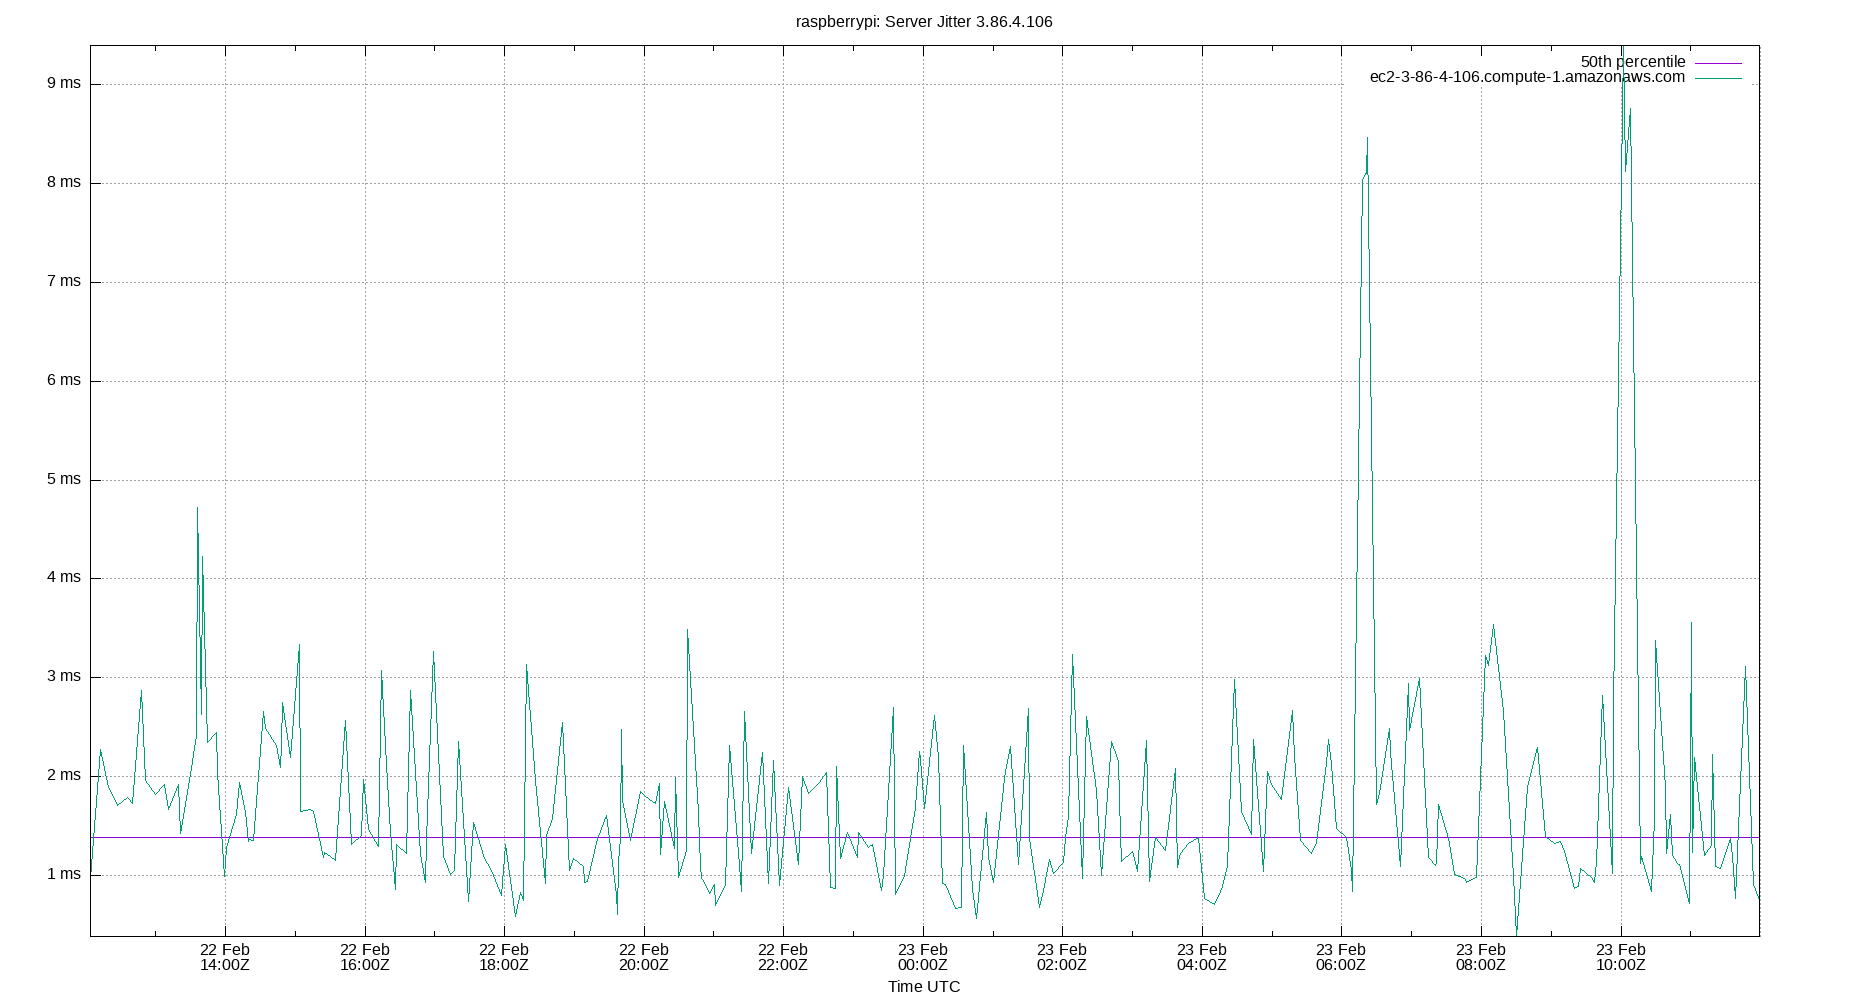 raspberrypi: Server Jitter 3.86.4.106
50th percentile
ec2-3-86-4-106.compute-1.amazonaws.com
9 ms
8 ms
7 ms
6 ms
5 ms
4 ms
3 ms
2 ms
1 ms
22 Feb 22 Feb 22 Feb 22 Feb 22 Feb 23 Feb 23 Feb 23 Feb 23 Feb 23 Feb 23 Feb
14:00Z 16:00Z 18:00Z 20:00Z 22:00Z 00:00Z 02:00Z 04:00Z 06:00Z 08:00Z 10:00Z
Time UTC